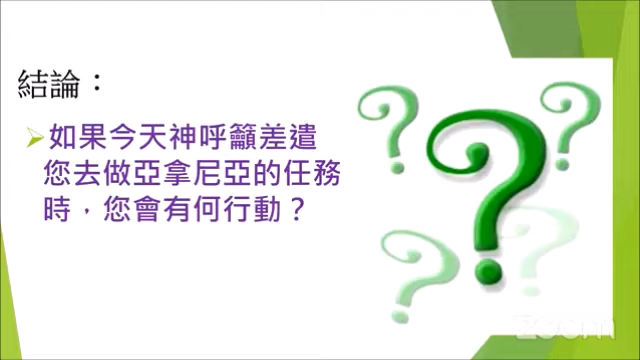 結論：
如果今天神呼籲差遣
您去做亞拿尼亞的任務
時，您會有何行動？
zoom